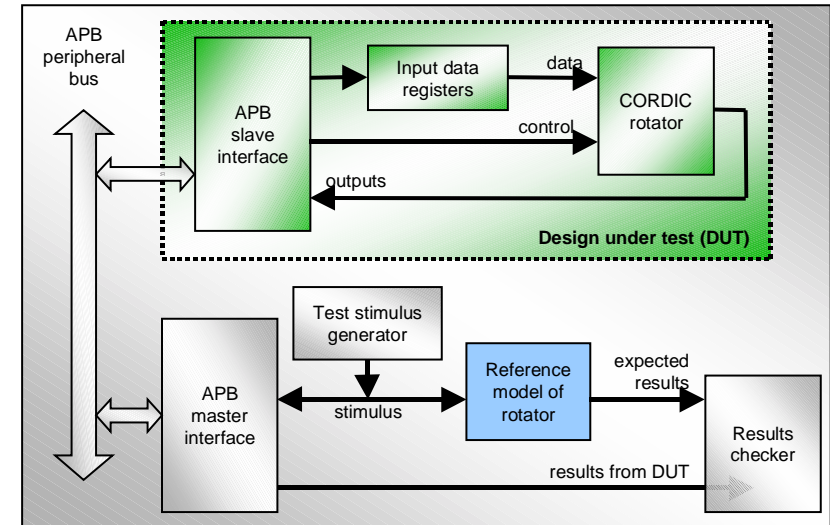 APB
peripheral
bus
Input data
registers
data
APB
slave
interface
CORDIC
rotator
control
outputs
Design under test (DUT)
Test stimulus
generator
APB
master
interface
stimulus
Reference
model of
rotator
expected
results
Results
checker
results from DUT